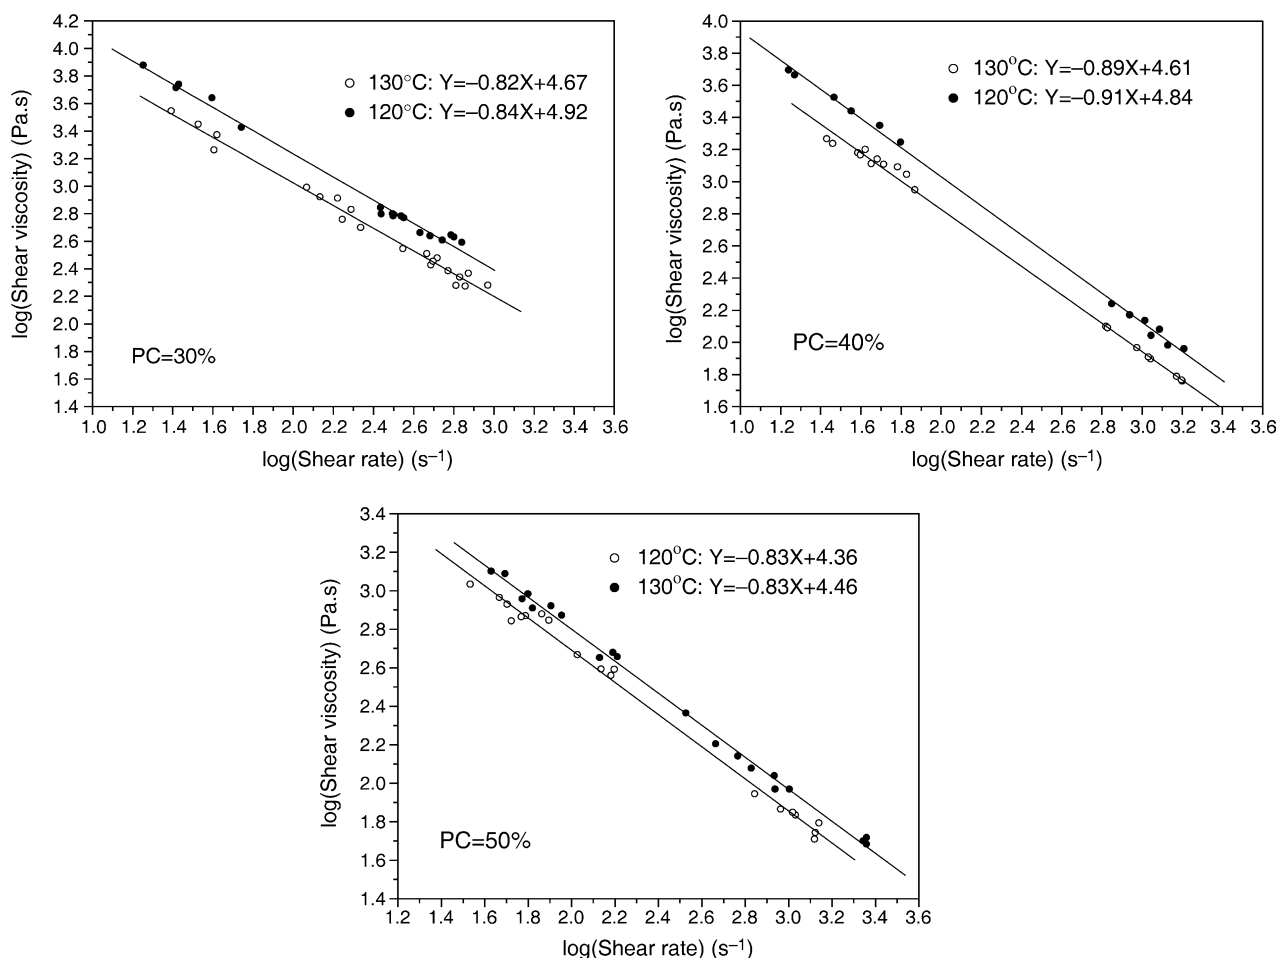 4.2
4.0
3.8
3.6
3.4
3.2
3.0
2.8
2.6
2.4
2.2
2.0
1.8
1.6
1.4
log(Shear viscosity) (Pa.s)
130°C: Y=–0.82X+4.67
120°C: Y=–0.84X+4.92
PC=30%
1.0 1.4 1.6 2.0 2.4 2.8 3.0 3.2 3.6
log(Shear rate) (s–1)
4.0
3.8
3.6
3.4
3.2
3.0
2.8
2.6
2.4
2.2
2.0
1.8
1.6
log(Shear viscosity) (Pa.s)
130°C: Y=–0.89X+4.61
120°C: Y=–0.91X+4.84
PC=40%
1.0 1.2 1.4 1.6 1.8 2.0 2.2 2.4 2.6 2.8 3.0 3.2 3.4 3.6
log(Shear rate) (s–1)
3.4
3.2
3.0
2.8
2.6
2.4
2.2
2.0
1.8
1.6
1.4
log(Shear viscosity) (Pa.s)
120°C: Y=–0.83X+4.36
130°C: Y=–0.83X+4.46
PC=50%
1.2 1.4 1.6 1.8 2.0 2.2 2.4 2.6 2.8 3.0 3.2 3.4 3.6
log(Shear rate) (s–1)